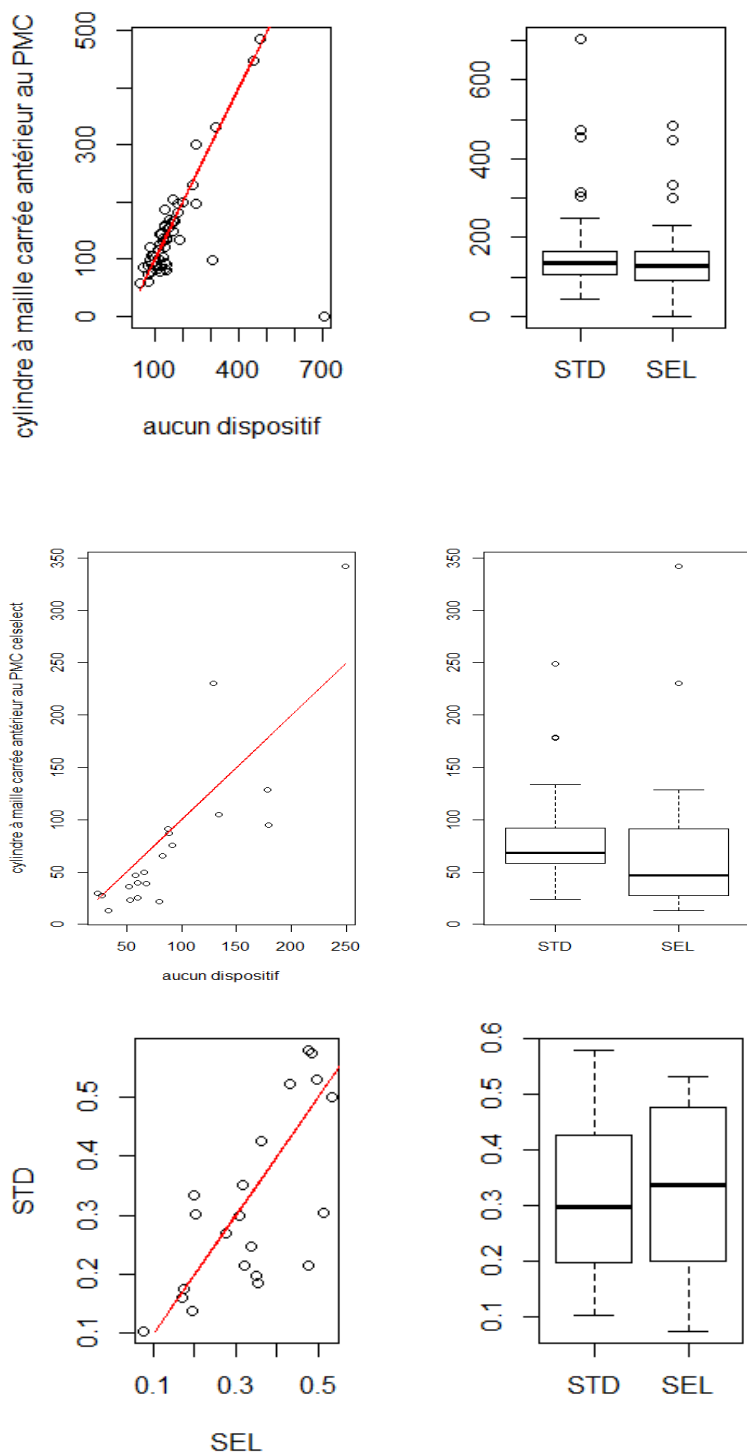 cylindre à maille carrée antérieur au PMC
500
300
100
0
100 400 700
aucun dispositif
600
400
200
0
STD SEL
cylindre à maille carrée antérieur au PMC celselect
350
300
250
200
150
100
50
0
50 100 150 200 250
aucun dispositif
350
300
250
200
150
100
50
0
STD SEL
STD
0.5
0.4
0.3
0.2
0.1
0.1 0.3 0.5
SEL
0.6
0.5
0.4
0.3
0.2
0.1
STD SEL